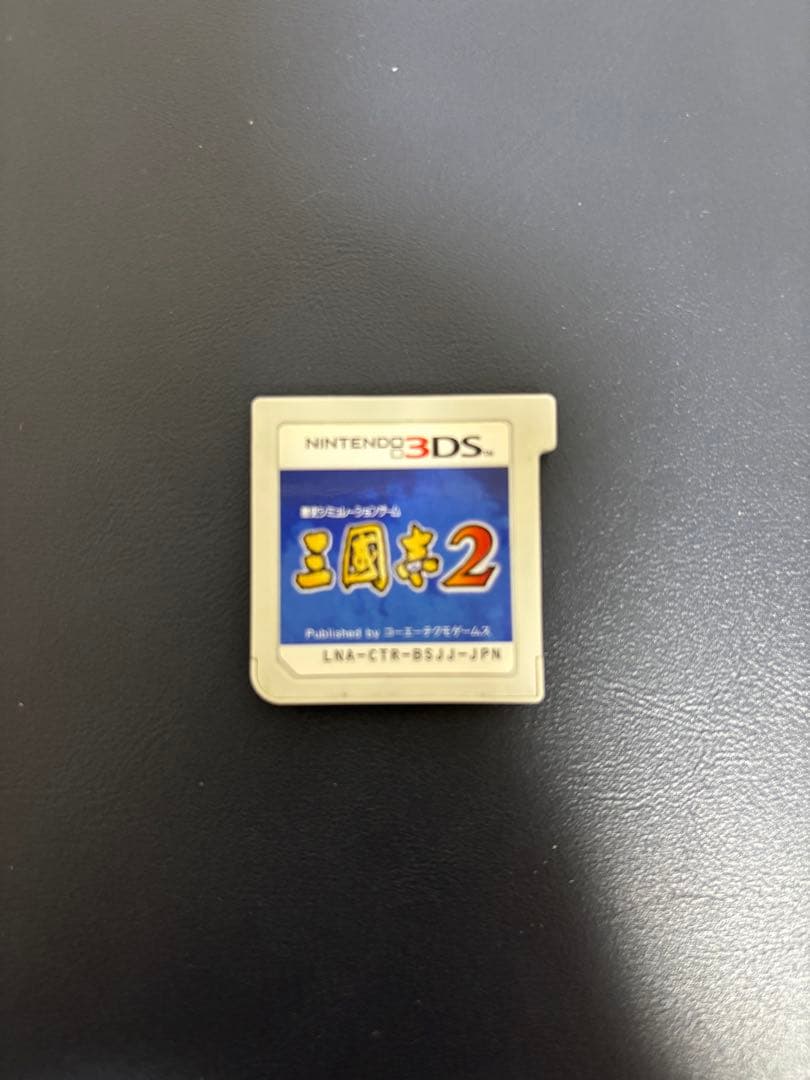 NINTENDO 3DS™
歴史シミュレーションゲーム
三國志2
Published by コーエーテクモゲームス
LNA-CTR-BSJJ-JPN